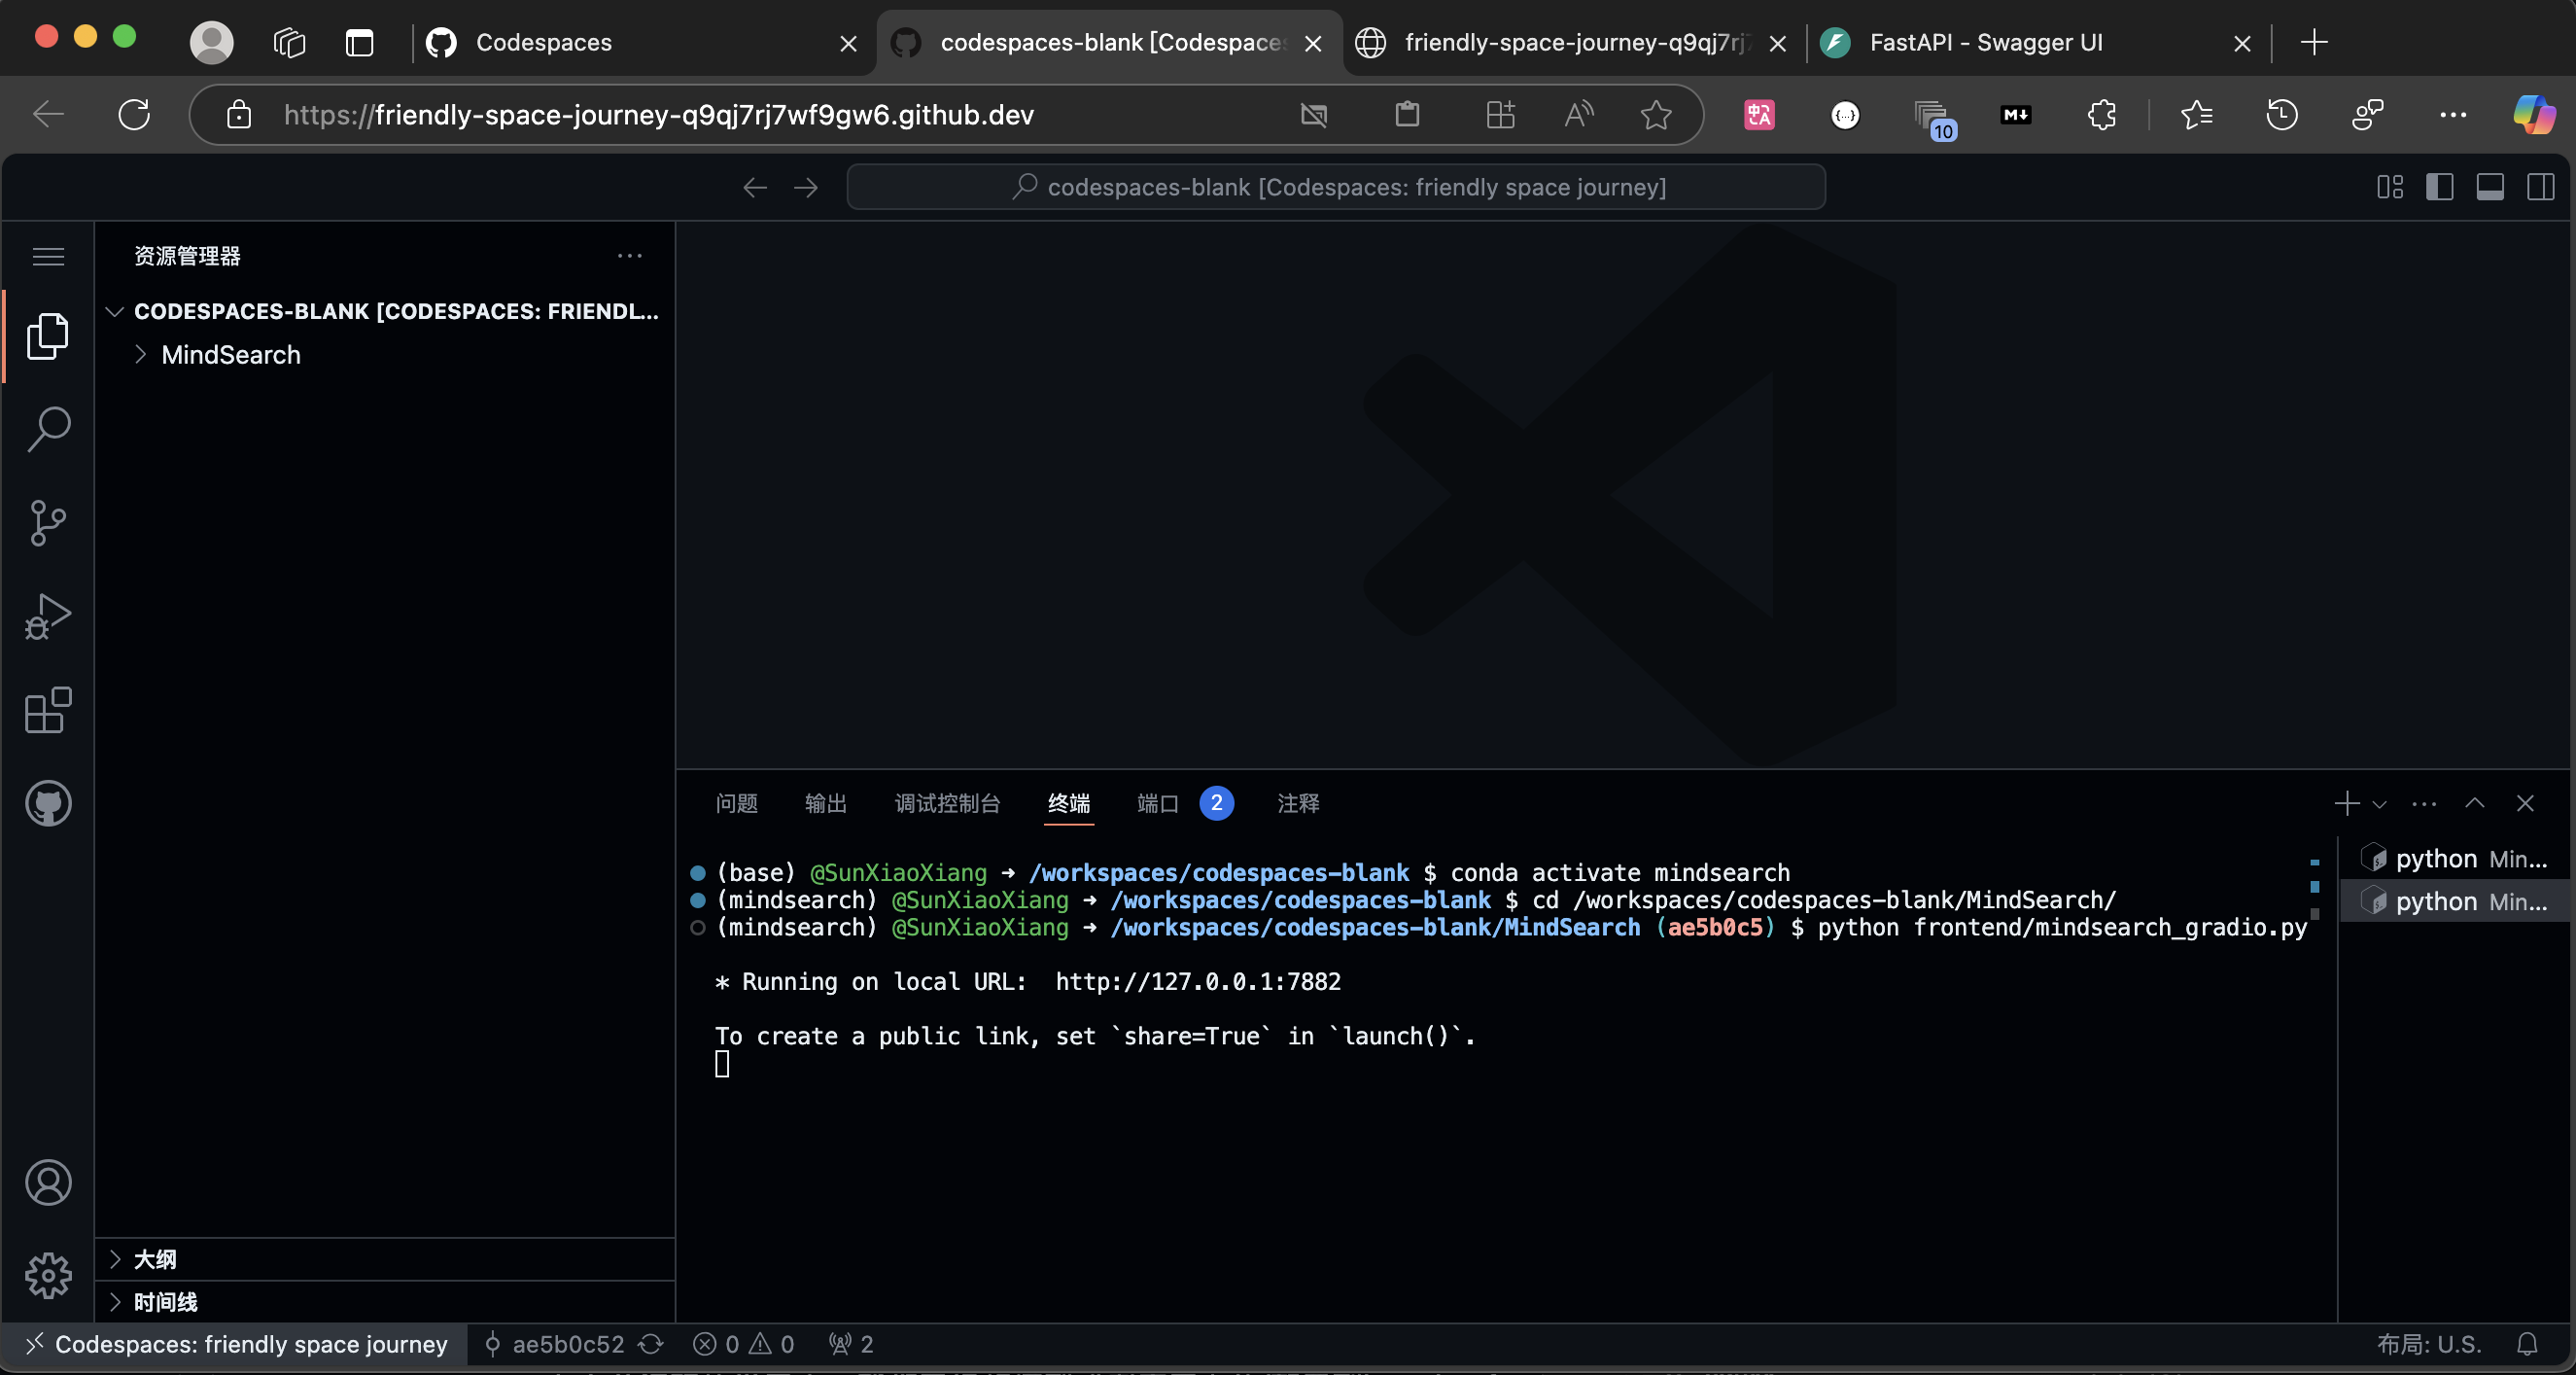 Codespaces
codespaces-blank [Codespaces
friendly-space-journey-q9qj7rj7
FastAPI - Swagger UI
https://friendly-space-journey-q9qj7rj7wf9gw6.github.dev
10
codespaces-blank [Codespaces: friendly space journey]
资源管理器
CODESPACES-BLANK [CODESPACES: FRIENDL...
MindSearch
问题 输出 调试控制台 终端 端口 2 注释
(base) @SunXiaoXiang ➜ /workspaces/codespaces-blank $ conda activate mindsearch
(mindsearch) @SunXiaoXiang ➜ /workspaces/codespaces-blank $ cd /workspaces/codespaces-blank/MindSearch/
(mindsearch) @SunXiaoXiang ➜ /workspaces/codespaces-blank/MindSearch (ae5b0c5) $ python frontend/mindsearch_gradio.py
* Running on local URL:  http://127.0.0.1:7882
To create a public link, set `share=True` in `launch()`.
python Min...
python Min...
大纲
时间线
Codespaces: friendly space journey
ae5b0c52
0 0
2
布局: U.S.